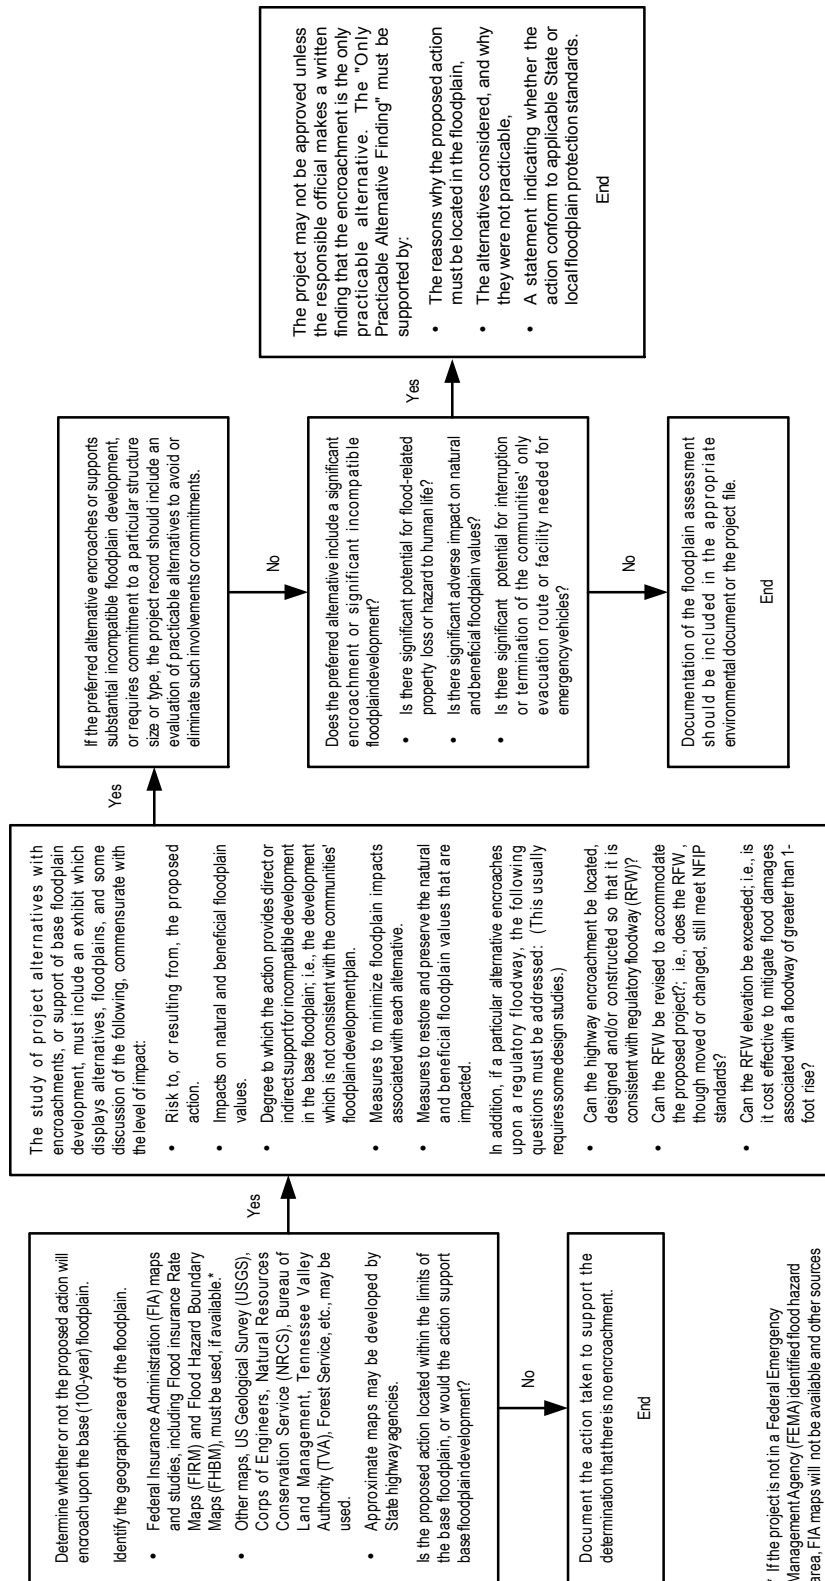 Determine whether or not the proposed action will
encroach upon the base (100-year) floodplain.
Identify the geographic area of the floodplain.
• Federal Insurance Administration (FIA) maps
and studies, including Flood insurance Rate
Maps (FIRM) and Flood Hazard Boundary
Maps (FHBM), must be used, if available.*
• Other maps, US Geological Survey (USGS),
Corps of Engineers, Natural Resources
Conservation Service (NRCS), Bureau of
Land Management, Tennessee Valley
Authority (TVA), Forest Service, etc., may be
used.
• Approximate maps may be developed by
State highway agencies.
Is the proposed action located within the limits of
the base floodplain, or would the action support
base floodplain development?
No
Document the action taken to support the
determination that there is no encroachment.
End
* If the project is not in a Federal Emergency
Management Agency (FEMA) identified flood hazard
area, FIA maps will not be available and other sources
Yes
The study of project alternatives with
encroachments, or support of base floodplain
development, must include an exhibit which
displays alternatives, floodplains, and some
discussion of the following, commensurate with
the level of impact:
• Risk to, or resulting from, the proposed
action.
• Impacts on natural and beneficial floodplain
values.
• Degree to which the action provides direct or
indirect support for incompatible development
in the base floodplain; i.e., the development
which is not consistent with the communities'
floodplain development plan.
• Measures to minimize floodplain impacts
associated with each alternative.
• Measures to restore and preserve the natural
and beneficial floodplain values that are
impacted.
In addition, if a particular alternative encroaches
upon a regulatory floodway, the following
questions must be addressed: (This usually
requires some design studies.)
• Can the highway encroachment be located,
designed and/or constructed so that it is
consistent with regulatory floodway (RFW)?
• Can the RFW be revised to accommodate
the proposed project?; i.e., does the RFW,
though moved or changed, still meet NFIP
standards?
• Can the RFW elevation be exceeded; i.e., is
it cost effective to mitigate flood damages
associated with a floodway of greater than 1-
foot rise?
Yes
If the preferred alternative encroaches or supports
substantial incompatible floodplain development,
or requires commitment to a particular structure
size or type, the project record should include an
evaluation of practicable alternatives to avoid or
eliminate such involvements or commitments.
No
Does the preferred alternative include a significant
encroachment or significant incompatible
floodplain development?
• Is there significant potential for flood-related
property loss or hazard to human life?
• Is there significant adverse impact on natural
and beneficial floodplain values?
• Is there significant potential for interruption
or termination of the communities' only
evacuation route or facility needed for
emergency vehicles?
No
Documentation of the floodplain assessment
should be included in the appropriate
environmental document or the project file.
End
Yes
The project may not be approved unless
the responsible official makes a written
finding that the encroachment is the only
practicable alternative. The "Only
Practicable Alternative Finding" must be
supported by:
• The reasons why the proposed action
must be located in the floodplain,
• The alternatives considered, and why
they were not practicable,
• A statement indicating whether the
action conform to applicable State or
local floodplain protection standards.
End